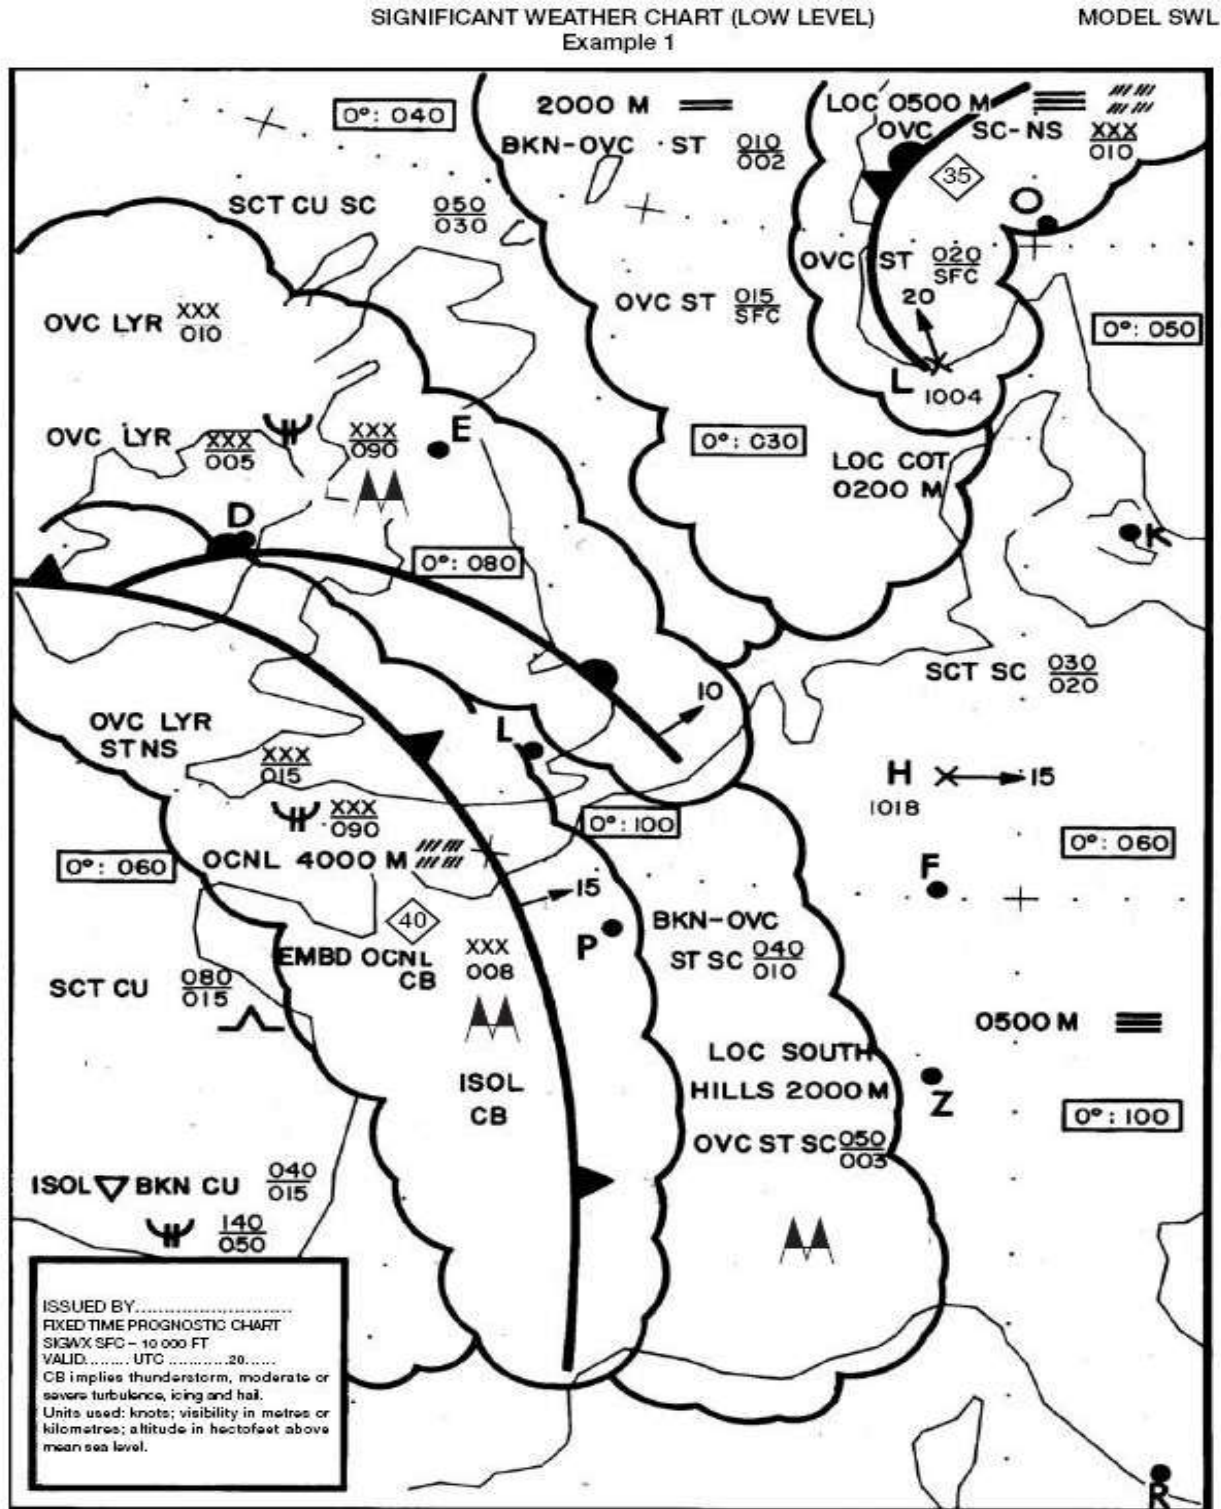 SIGNIFICANT WEATHER CHART (LOW LEVEL)
MODEL SWL
Example 1
0°: 040
2000 M
BKN-OVC ST 010
002
LOC 0500 M
OVC SC-NS XXX
010
35
O
SCT CU SC 050
030
OVC ST 020
SFC
20
OVC LYR XXX
010
OVC ST 015
SFC
0°: 050
L
1004
OVC LYR XXX
005
XXX
090
E
0°: 030
LOC COT
0200 M
D
K
0°: 080
SCT SC 030
020
10
OVC LYR
ST NS
XXX
015
L
H
15
1018
XXX
090
0°: 100
0°: 060
0°: 060
OCNL 4000 M
15
F
40
P
BKN-OVC
ST SC 040
010
EMBD OCNL
CB
XXX
008
SCT CU 080
015
0500 M
LOC SOUTH
HILLS 2000 M
ISOL
CB
Z
0°: 100
OVC ST SC 050
003
ISOL BKN CU 040
015
140
050
ISSUED BY..........................
FIXED TIME PROGNOSTIC CHART
SIGWX SFC – 10 000 FT
VALID........ UTC ............20......
CB implies thunderstorm, moderate or
severe turbulence, icing and hail.
Units used: knots; visibility in metres or
kilometres; altitude in hectofeet above
mean sea level.
R